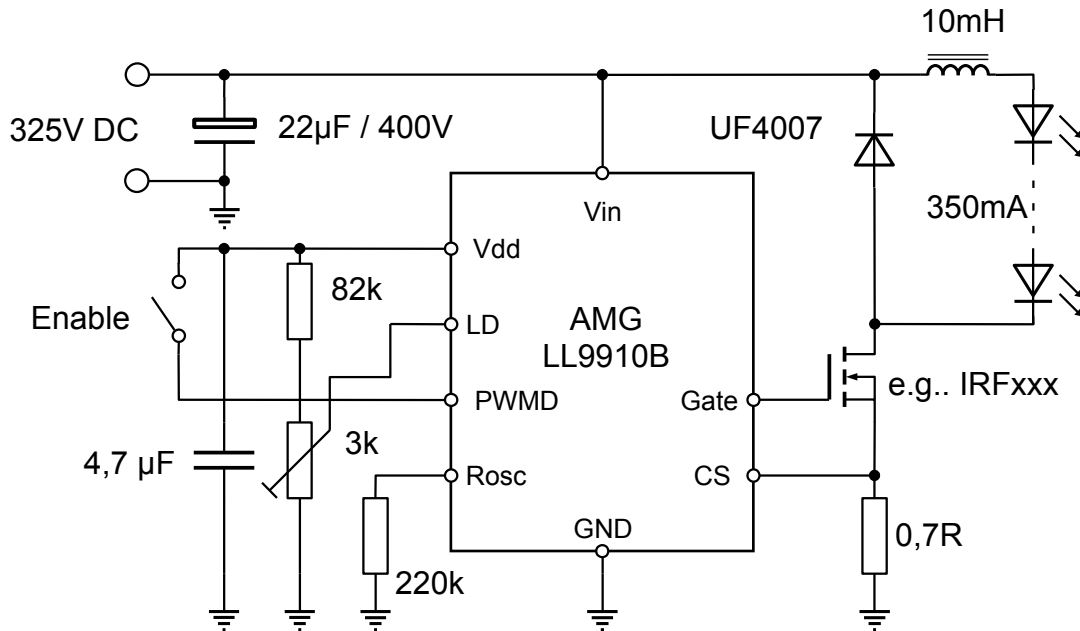 10mH
325V DC
22µF / 400V
UF4007
Vin
350mA
Vdd
82k
Enable
LD
AMG
LL9910B
PWMD
Gate
e.g.. IRFxxx
4,7 µF
3k
Rosc
CS
GND
0,7R
220k